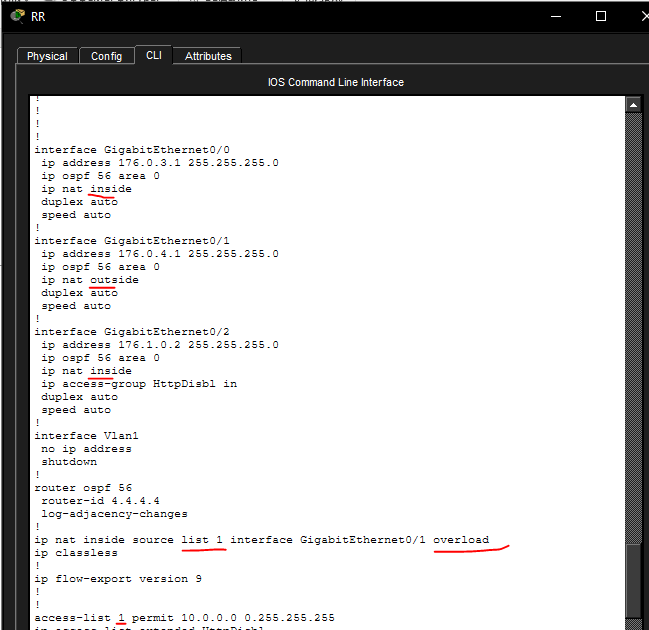 RR
Physical Config CLI Attributes
IOS Command Line Interface
!
!
!
!
interface GigabitEthernet0/0
ip address 176.0.3.1 255.255.255.0
ip ospf 56 area 0
ip nat inside
duplex auto
speed auto
!
interface GigabitEthernet0/1
ip address 176.0.4.1 255.255.255.0
ip ospf 56 area 0
ip nat outside
duplex auto
speed auto
!
interface GigabitEthernet0/2
ip address 176.1.0.2 255.255.255.0
ip ospf 56 area 0
ip nat inside
ip access-group HttpDisbl in
duplex auto
speed auto
!
interface Vlan1
no ip address
shutdown
!
router ospf 56
router-id 4.4.4.4
log-adjacency-changes
!
ip nat inside source list 1 interface GigabitEthernet0/1 overload
ip classless
!
ip flow-export version 9
!
!
access-list 1 permit 10.0.0.0 0.255.255.255
ip access-list extended HttpDisbl